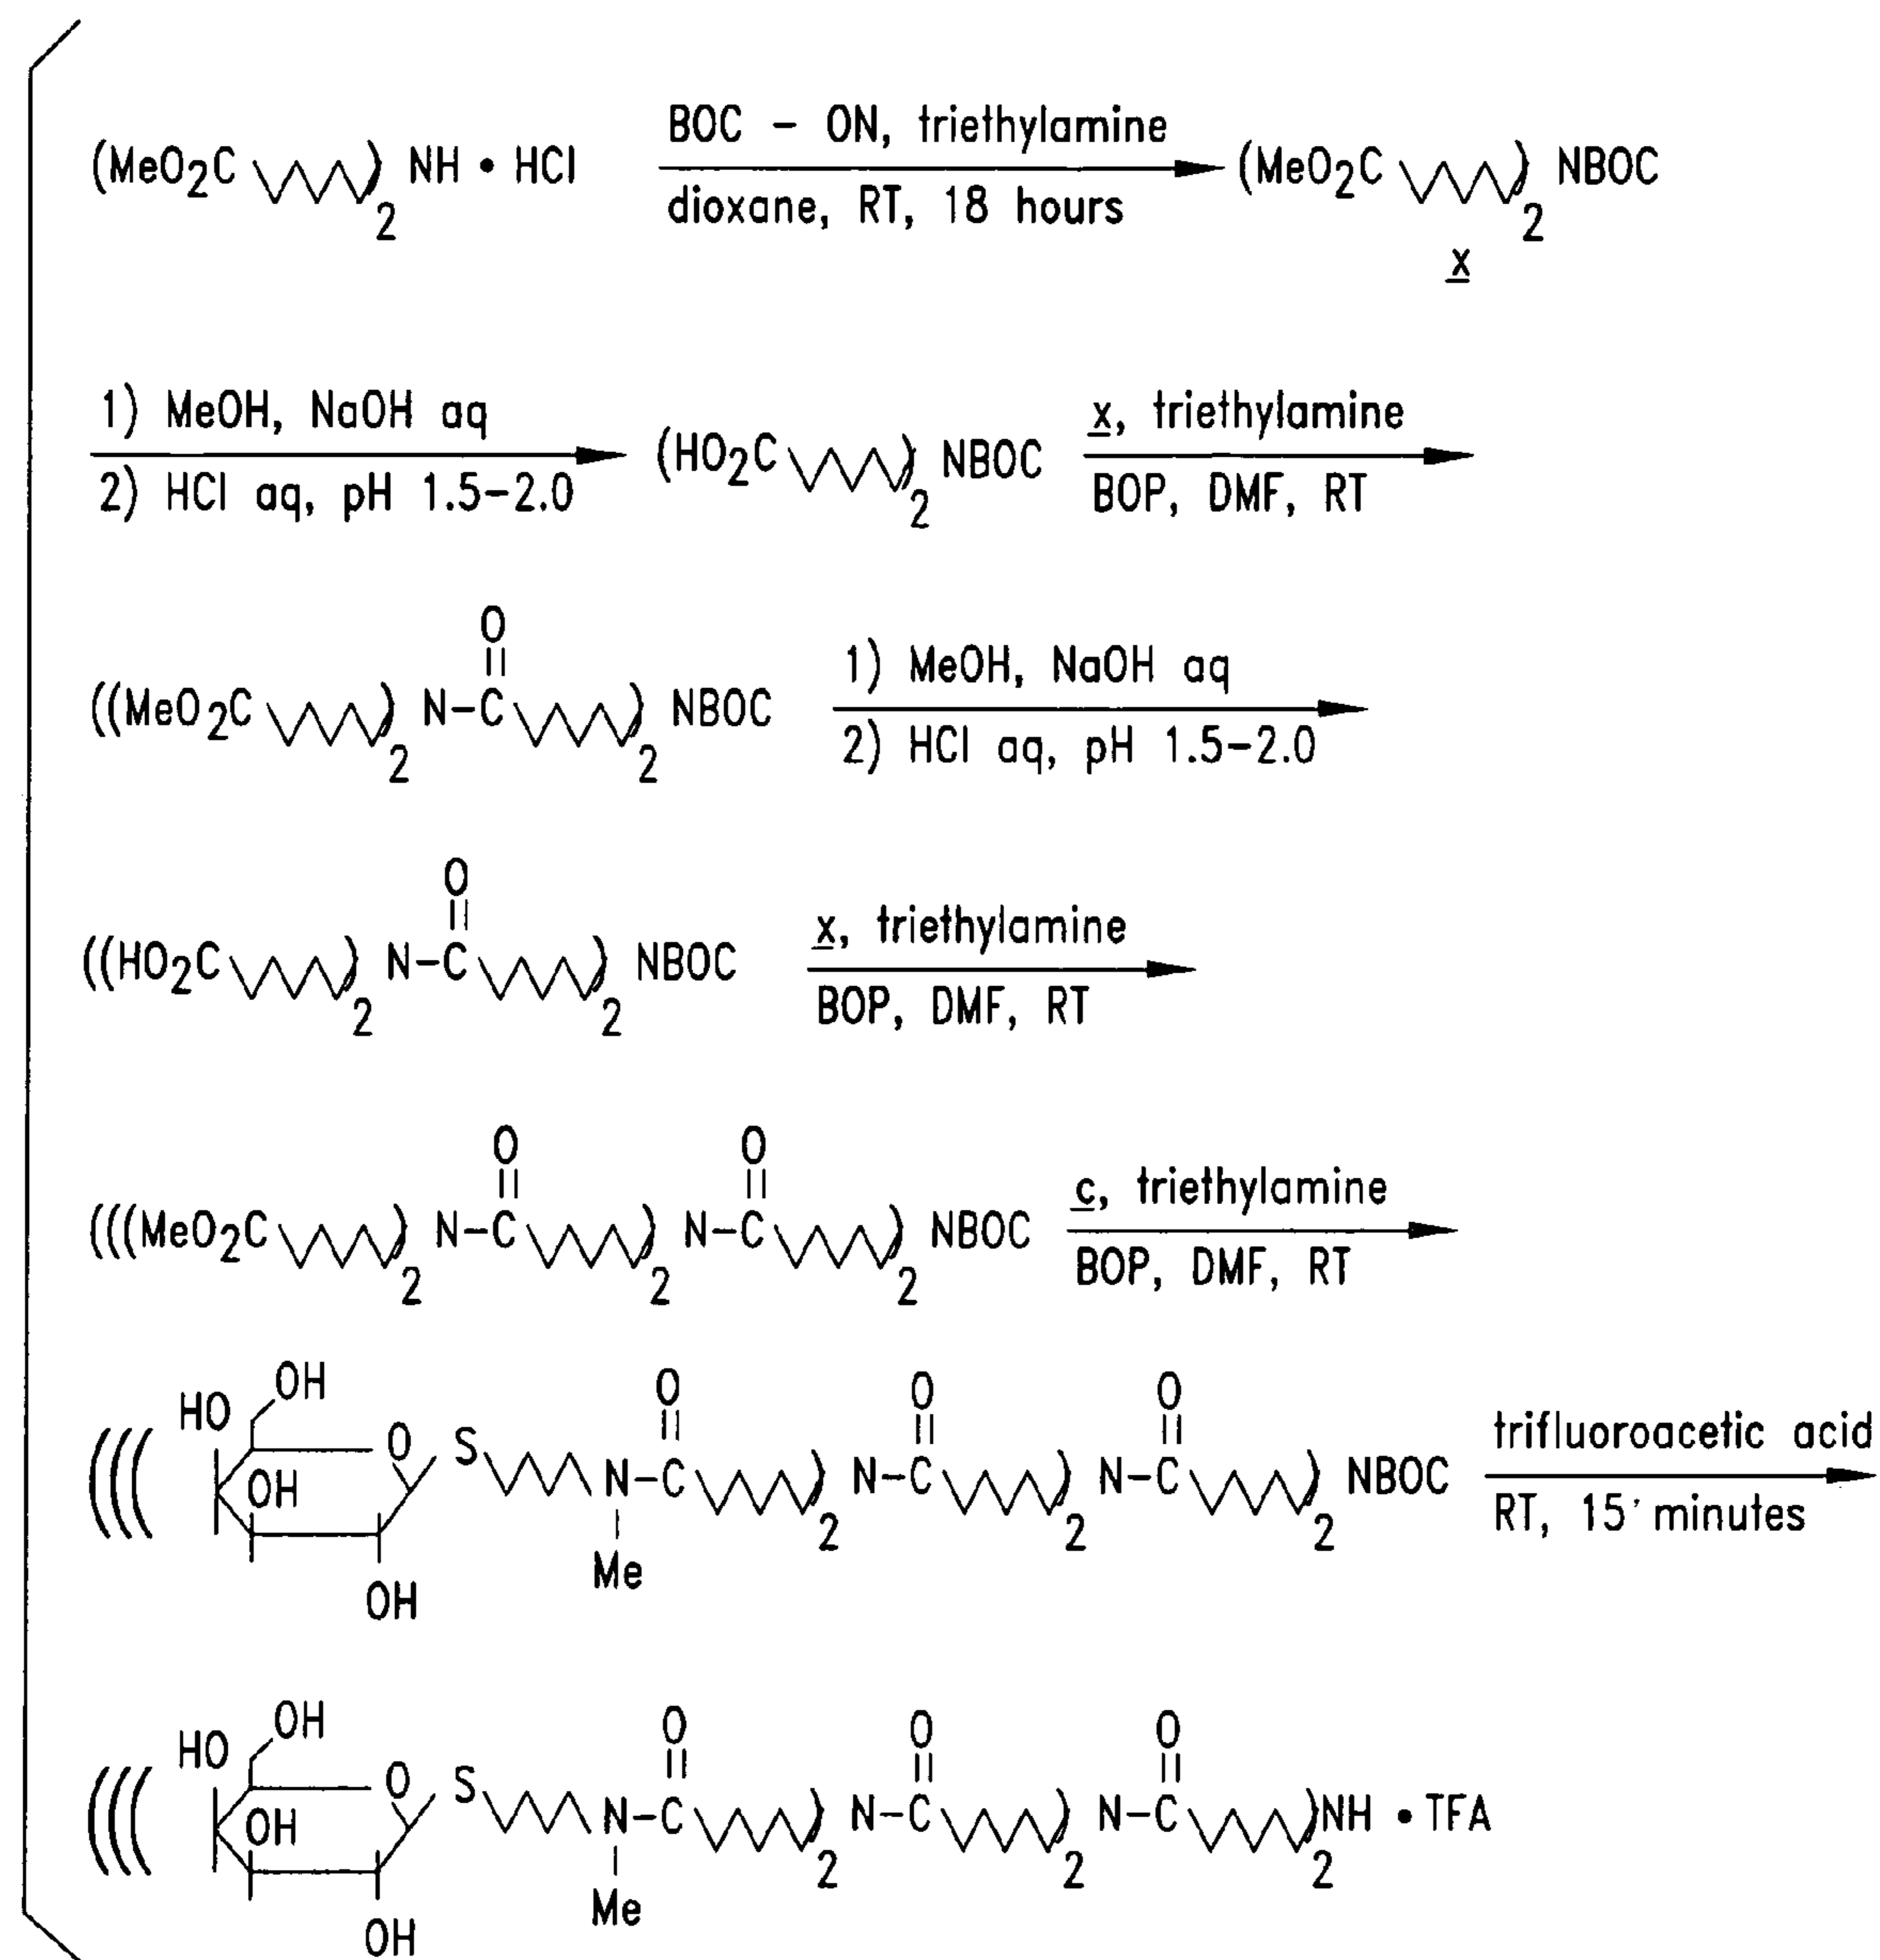 BOC - ON, triethylamine
(MeO2C )2 NH • HCl
dioxane, RT, 18 hours
(MeO2C )2 NBOC
x
1) MeOH, NaOH aq
2) HCl aq, pH 1.5-2.0
(HO2C )2 NBOC
x, triethylamine
BOP, DMF, RT
O
((MeO2C )2 N-C )2 NBOC
1) MeOH, NaOH aq
2) HCl aq, pH 1.5-2.0
O
((HO2C )2 N-C )2 NBOC
x, triethylamine
BOP, DMF, RT
O O
(((MeO2C )2 N-C )2 N-C )2 NBOC
c, triethylamine
BOP, DMF, RT
HO OH O O O
((( OH O S N-C )2 N-C )2 N-C )2 NBOC
Me
OH
trifluoroacetic acid
RT, 15' minutes
HO OH O O O
((( OH O S N-C )2 N-C )2 N-C )2 NH • TFA
Me
OH